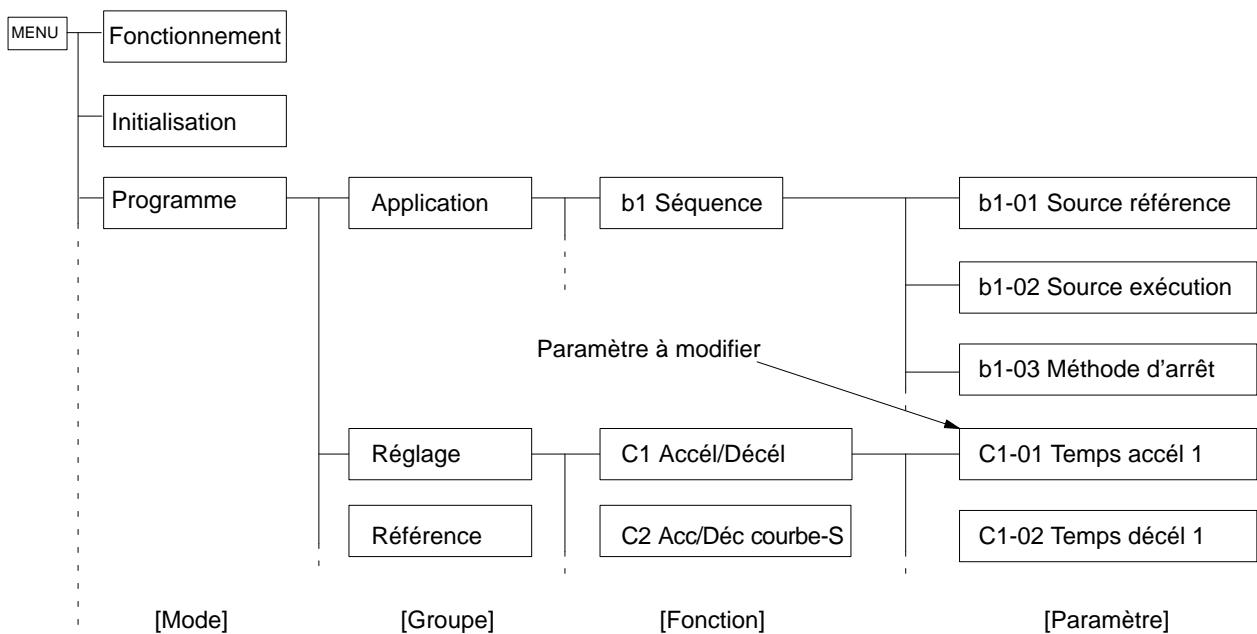 MENU
Fonctionnement
Initialisation
Programme
Application
b1 Séquence
b1-01 Source référence
b1-02 Source exécution
Paramètre à modifier
b1-03 Méthode d’arrêt
Réglage
C1 Accél/Décél
C1-01 Temps accél 1
Référence
C2 Acc/Déc courbe-S
C1-02 Temps décél 1
[Mode]
[Groupe]
[Fonction]
[Paramètre]